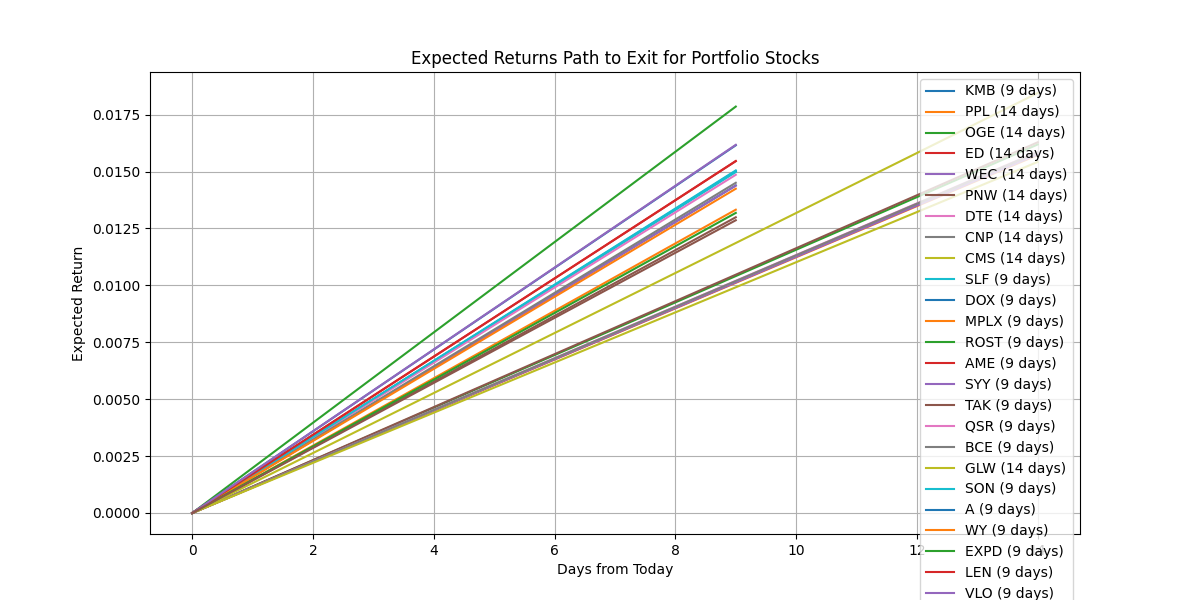 Expected Returns Path to Exit for Portfolio Stocks
Expected Return
0.0175
0.0150
0.0125
0.0100
0.0075
0.0050
0.0025
0.0000
0 2 4 6 8 10 12
Days from Today
KMB (9 days)
PPL (14 days)
OGE (14 days)
ED (14 days)
WEC (14 days)
PNW (14 days)
DTE (14 days)
CNP (14 days)
CMS (14 days)
SLF (9 days)
DOX (9 days)
MPLX (9 days)
ROST (9 days)
AME (9 days)
SYY (9 days)
TAK (9 days)
QSR (9 days)
BCE (9 days)
GLW (14 days)
SON (9 days)
A (9 days)
WY (9 days)
EXPD (9 days)
LEN (9 days)
VLO (9 days)